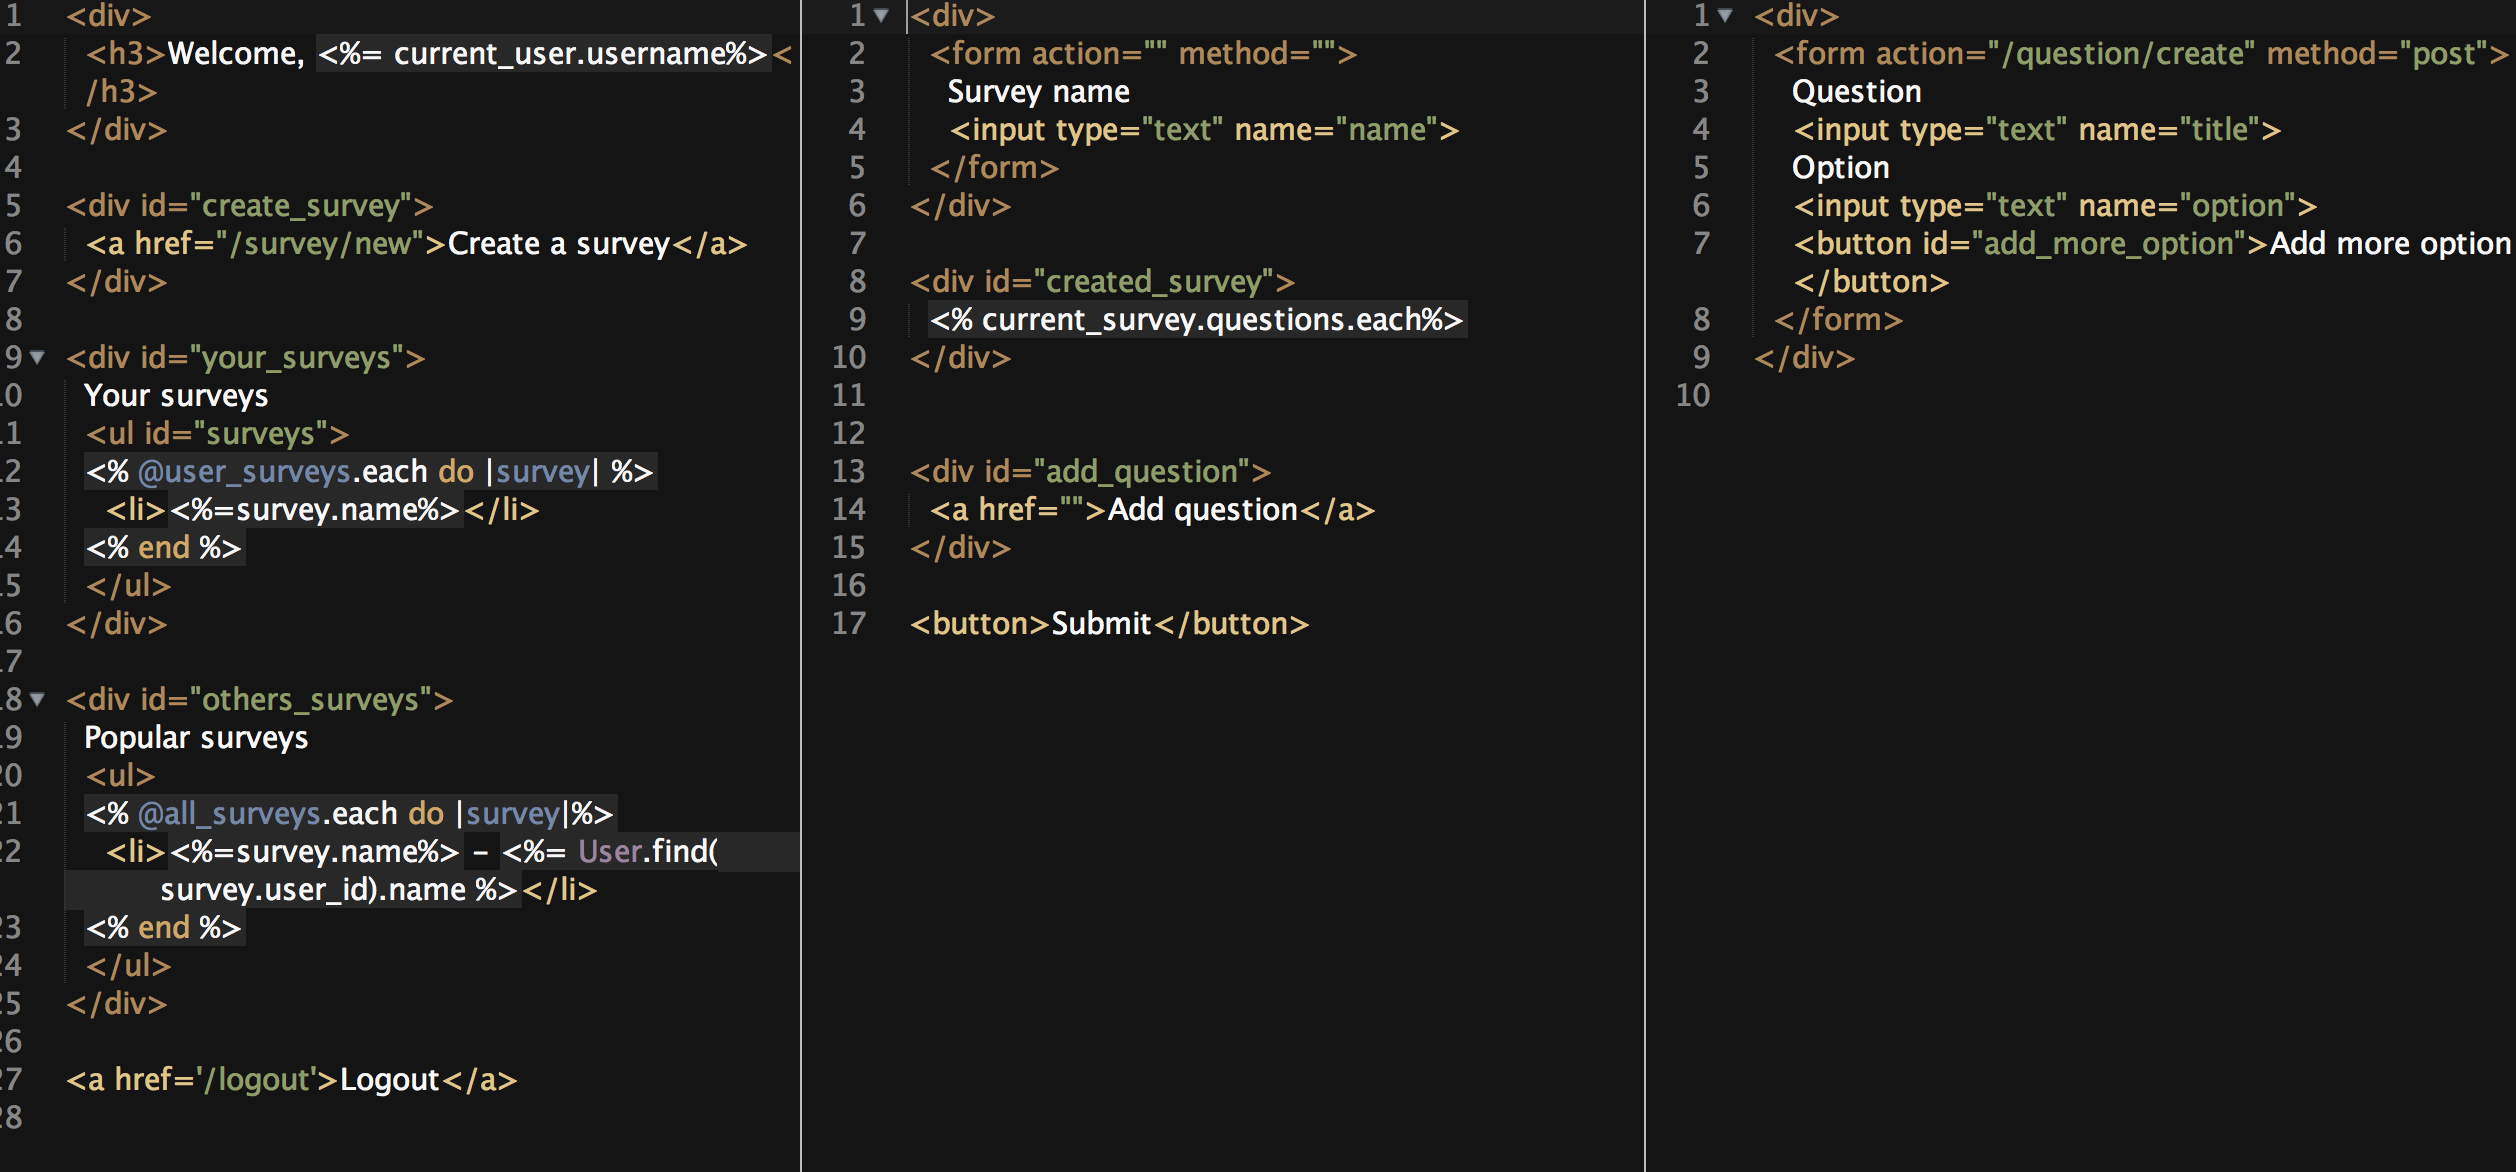 1 <div>
2 <h3>Welcome, <%= current_user.username%><
/h3>
3 </div>
4
5 <div id="create_survey">
6 <a href="/survey/new">Create a survey</a>
7 </div>
8
9 <div id="your_surveys">
10 Your surveys
11 <ul id="surveys">
12 <% @user_surveys.each do |survey| %>
13 <li><%=survey.name%></li>
14 <% end %>
15 </ul>
16 </div>
17
18 <div id="others_surveys">
19 Popular surveys
20 <ul>
21 <% @all_surveys.each do |survey|%>
22 <li><%=survey.name%> - <%= User.find(
survey.user_id).name %></li>
23 <% end %>
24 </ul>
25 </div>
26
27 <a href='/logout'>Logout</a>
28
1 <div>
2 <form action="" method="">
3 Survey name
4 <input type="text" name="name">
5 </form>
6 </div>
7
8 <div id="created_survey">
9 <% current_survey.questions.each%>
10 </div>
11
12
13 <div id="add_question">
14 <a href="">Add question</a>
15 </div>
16
17 <button>Submit</button>
1 <div>
2 <form action="/question/create" method="post">
3 Question
4 <input type="text" name="title">
5 Option
6 <input type="text" name="option">
7 <button id="add_more_option">Add more option
</button>
8 </form>
9 </div>
10